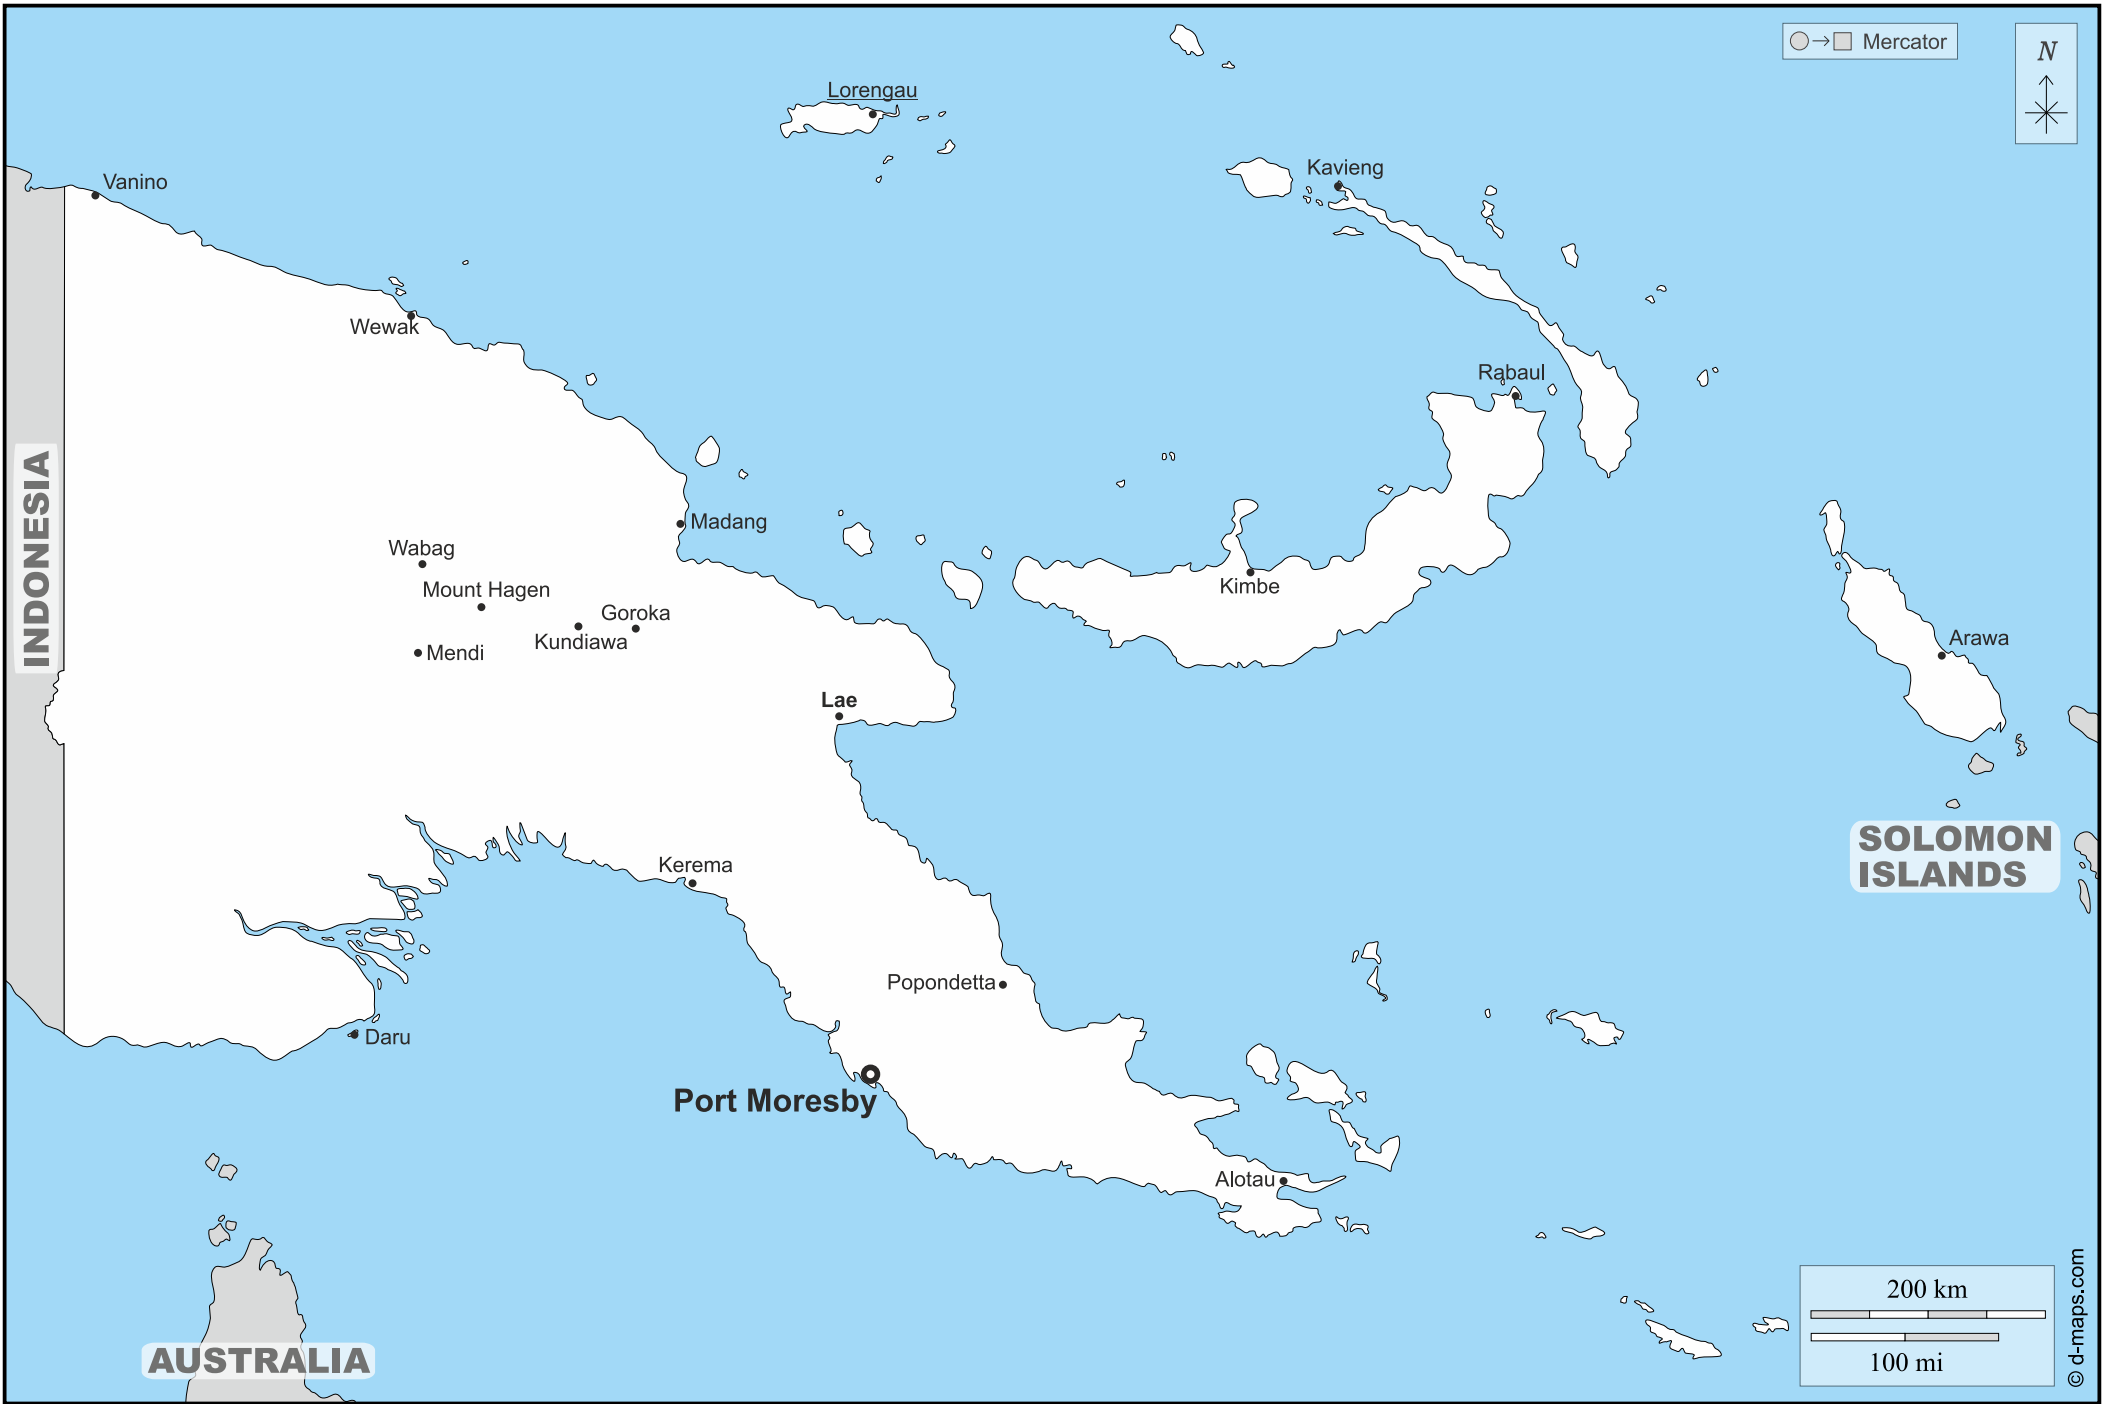 Mercator
N
Lorengau
Kavieng
Vanino
Wewak
Rabaul
INDONESIA
Madang
Wabag
Mount Hagen
Kimbe
Goroka
Kundiawa
Mendi
Arawa
Lae
SOLOMON
ISLANDS
Kerema
Popondetta
Daru
Port Moresby
Alotau
AUSTRALIA
200 km
100 mi
© d-maps.com